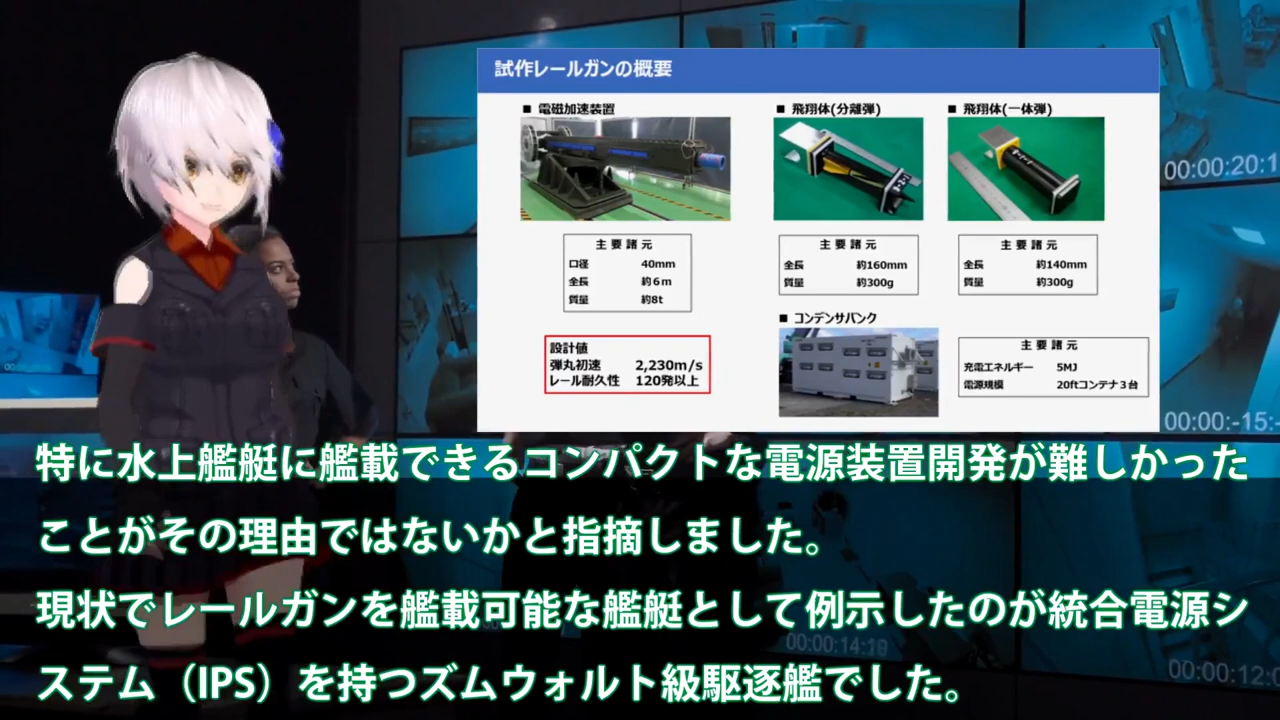 試作レールガンの概要
■ 電磁加速装置
■ 飛翔体(分離弾)
■ 飛翔体(一体弾)
主要諸元
口径 40mm
全長 約6m
質量 約8t
主要諸元
全長 約160mm
質量 約300g
主要諸元
全長 約140mm
質量 約300g
設計値
弾丸初速 2,230m/s
レール耐久性 120発以上
■ コンデンサバンク
主要諸元
充電エネルギー 5MJ
電源規模 20ftコンテナ3台
00:00:20:1
00:00:-15:-
特に水上艦艇に艦載できるコンパクトな電源装置開発が難しかった
ことがその理由ではないかと指摘しました。
現状でレールガンを艦載可能な艦艇として例示したのが統合電源シ
ステム（IPS）を持つズムウォルト級駆逐艦でした。
00:00:14:19
00:00:12:0